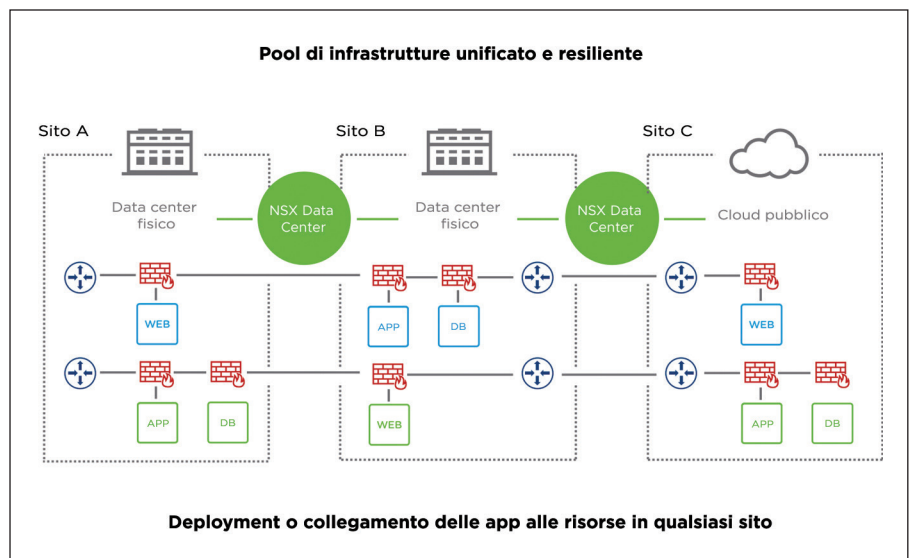 Pool di infrastrutture unificato e resiliente
Sito A
Sito B
Sito C
Data center
fisico
NSX Data
Center
Data center
fisico
NSX Data
Center
Cloud pubblico
WEB
APP
DB
WEB
APP
DB
WEB
APP
DB
Deployment o collegamento delle app alle risorse in qualsiasi sito